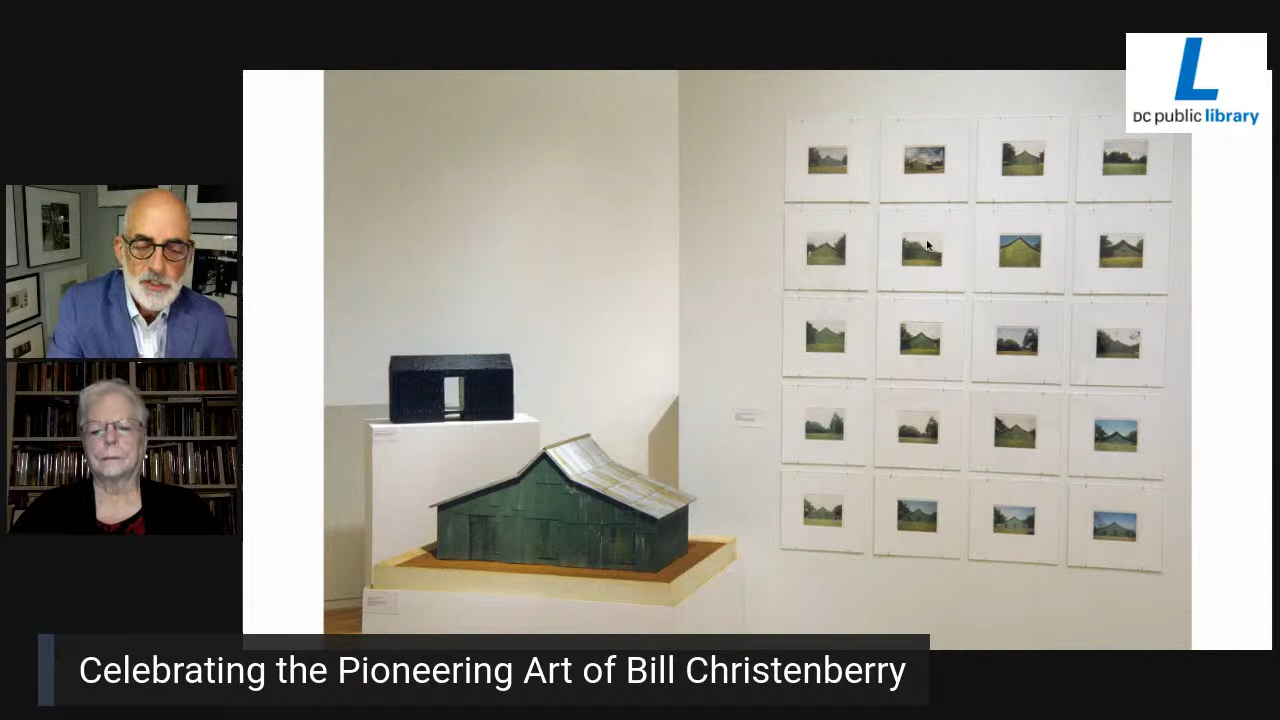 L
DC public library
Celebrating the Pioneering Art of Bill Christenberry